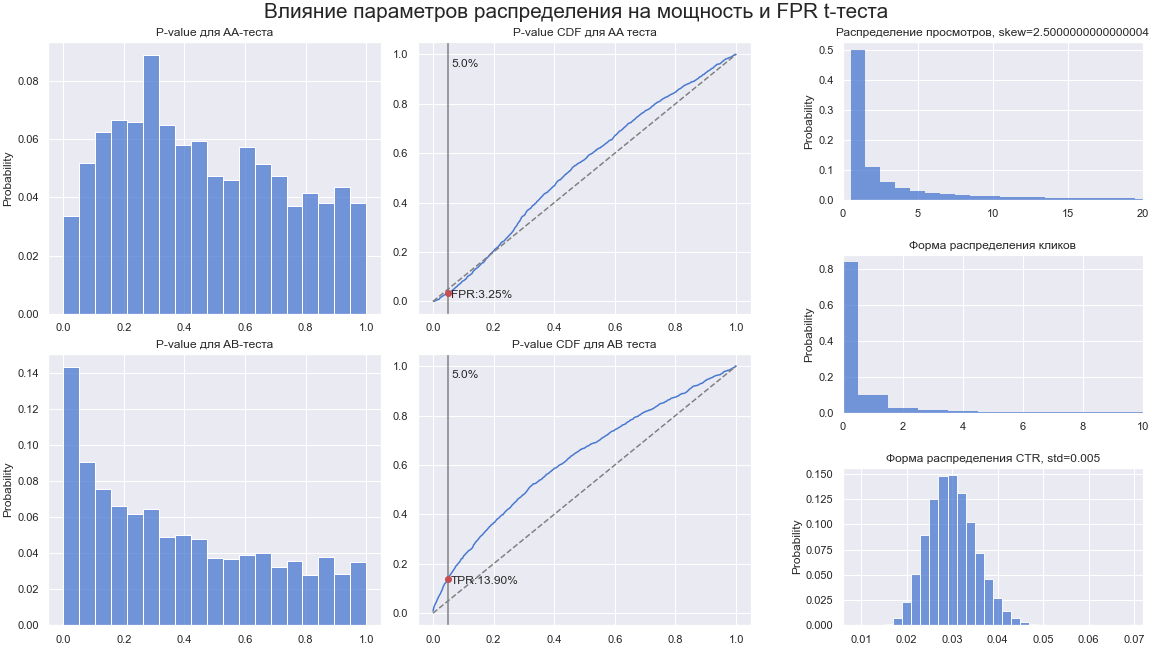 Влияние параметров распределения на мощность и FPR t-теста
P-value для АА-теста
Probability
0.08
0.06
0.04
0.02
0.00
0.0 0.2 0.4 0.6 0.8 1.0
P-value CDF для АА теста
5.0%
1.0
0.8
0.6
0.4
0.2
0.0
FPR:3.25%
0.0 0.2 0.4 0.6 0.8 1.0
Распределение просмотров, skew=2.5000000000000004
Probability
0.5
0.4
0.3
0.2
0.1
0.0
0 5 10 15 20
Форма распределения кликов
Probability
0.8
0.6
0.4
0.2
0.0
0 2 4 6 8 10
P-value для АВ-теста
Probability
0.14
0.12
0.10
0.08
0.06
0.04
0.02
0.00
0.0 0.2 0.4 0.6 0.8 1.0
P-value CDF для АВ теста
5.0%
1.0
0.8
0.6
0.4
0.2
0.0
TPR:13.90%
0.0 0.2 0.4 0.6 0.8 1.0
Форма распределения CTR, std=0.005
Probability
0.150
0.125
0.100
0.075
0.050
0.025
0.000
0.01 0.02 0.03 0.04 0.05 0.06 0.07